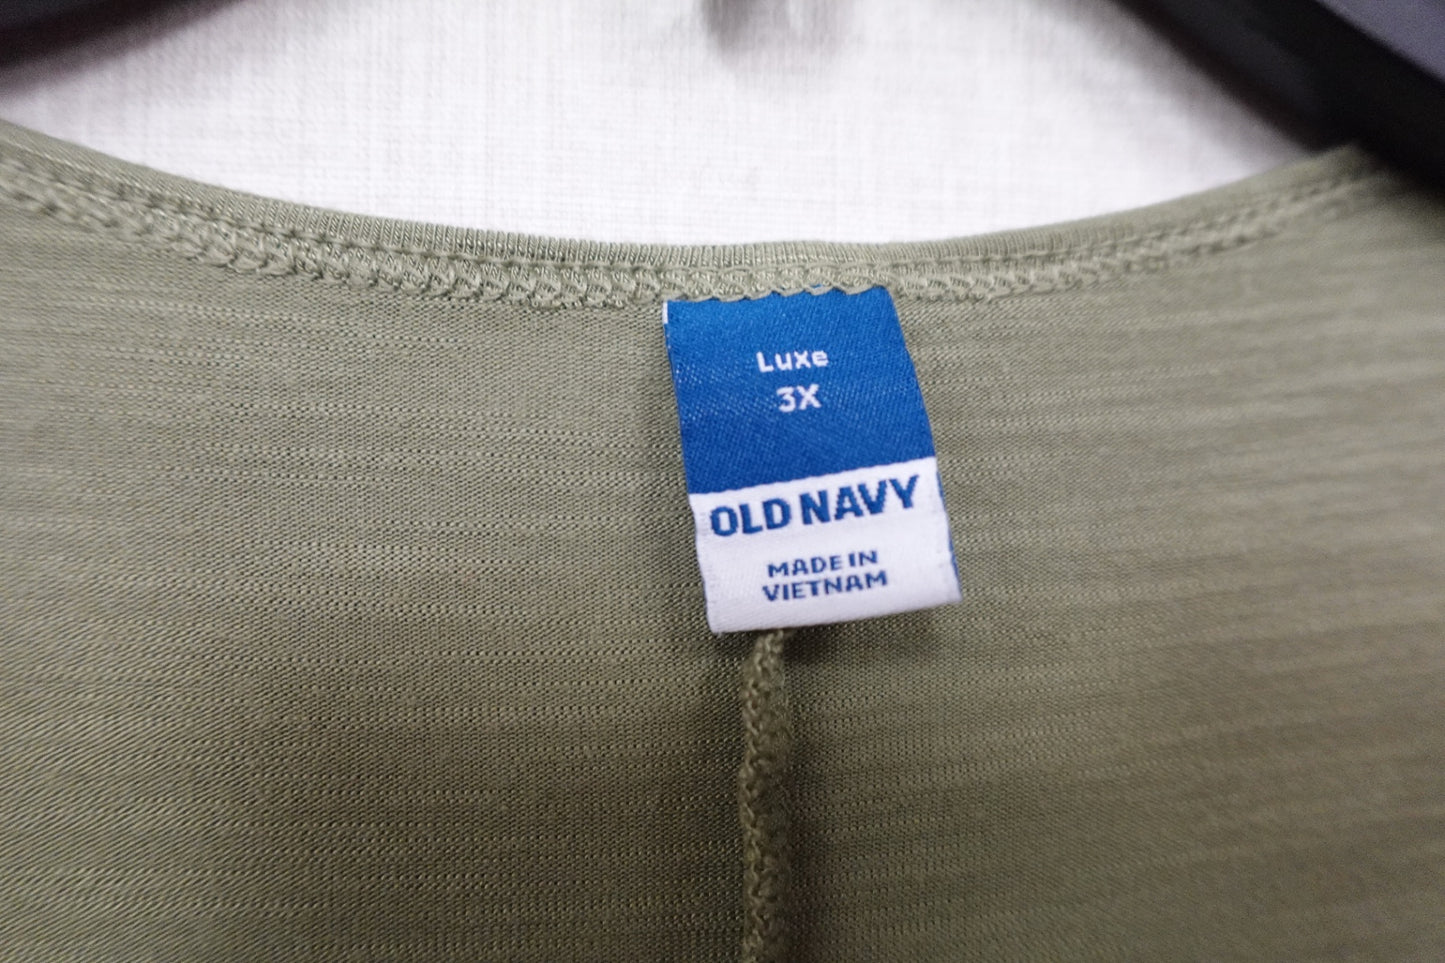 Luxe
3X
OLD NAVY
MADE IN
VIETNAM